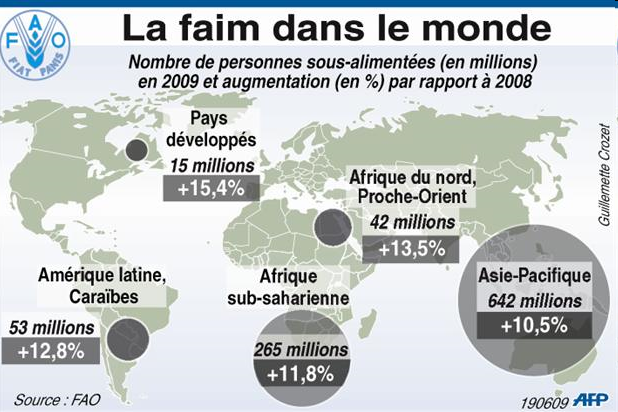 La faim dans le monde
F A O
FIAT PANIS
Nombre de personnes sous-alimentées (en millions)
en 2009 et augmentation (en %) par rapport à 2008
Pays
développés
15 millions
+15,4%
Afrique du nord,
Proche-Orient
42 millions
+13,5%
Guillemette Crozet
Amérique latine,
Caraïbes
53 millions
+12,8%
Afrique
sub-saharienne
265 millions
+11,8%
Asie-Pacifique
642 millions
+10,5%
Source : FAO
190609 AFP